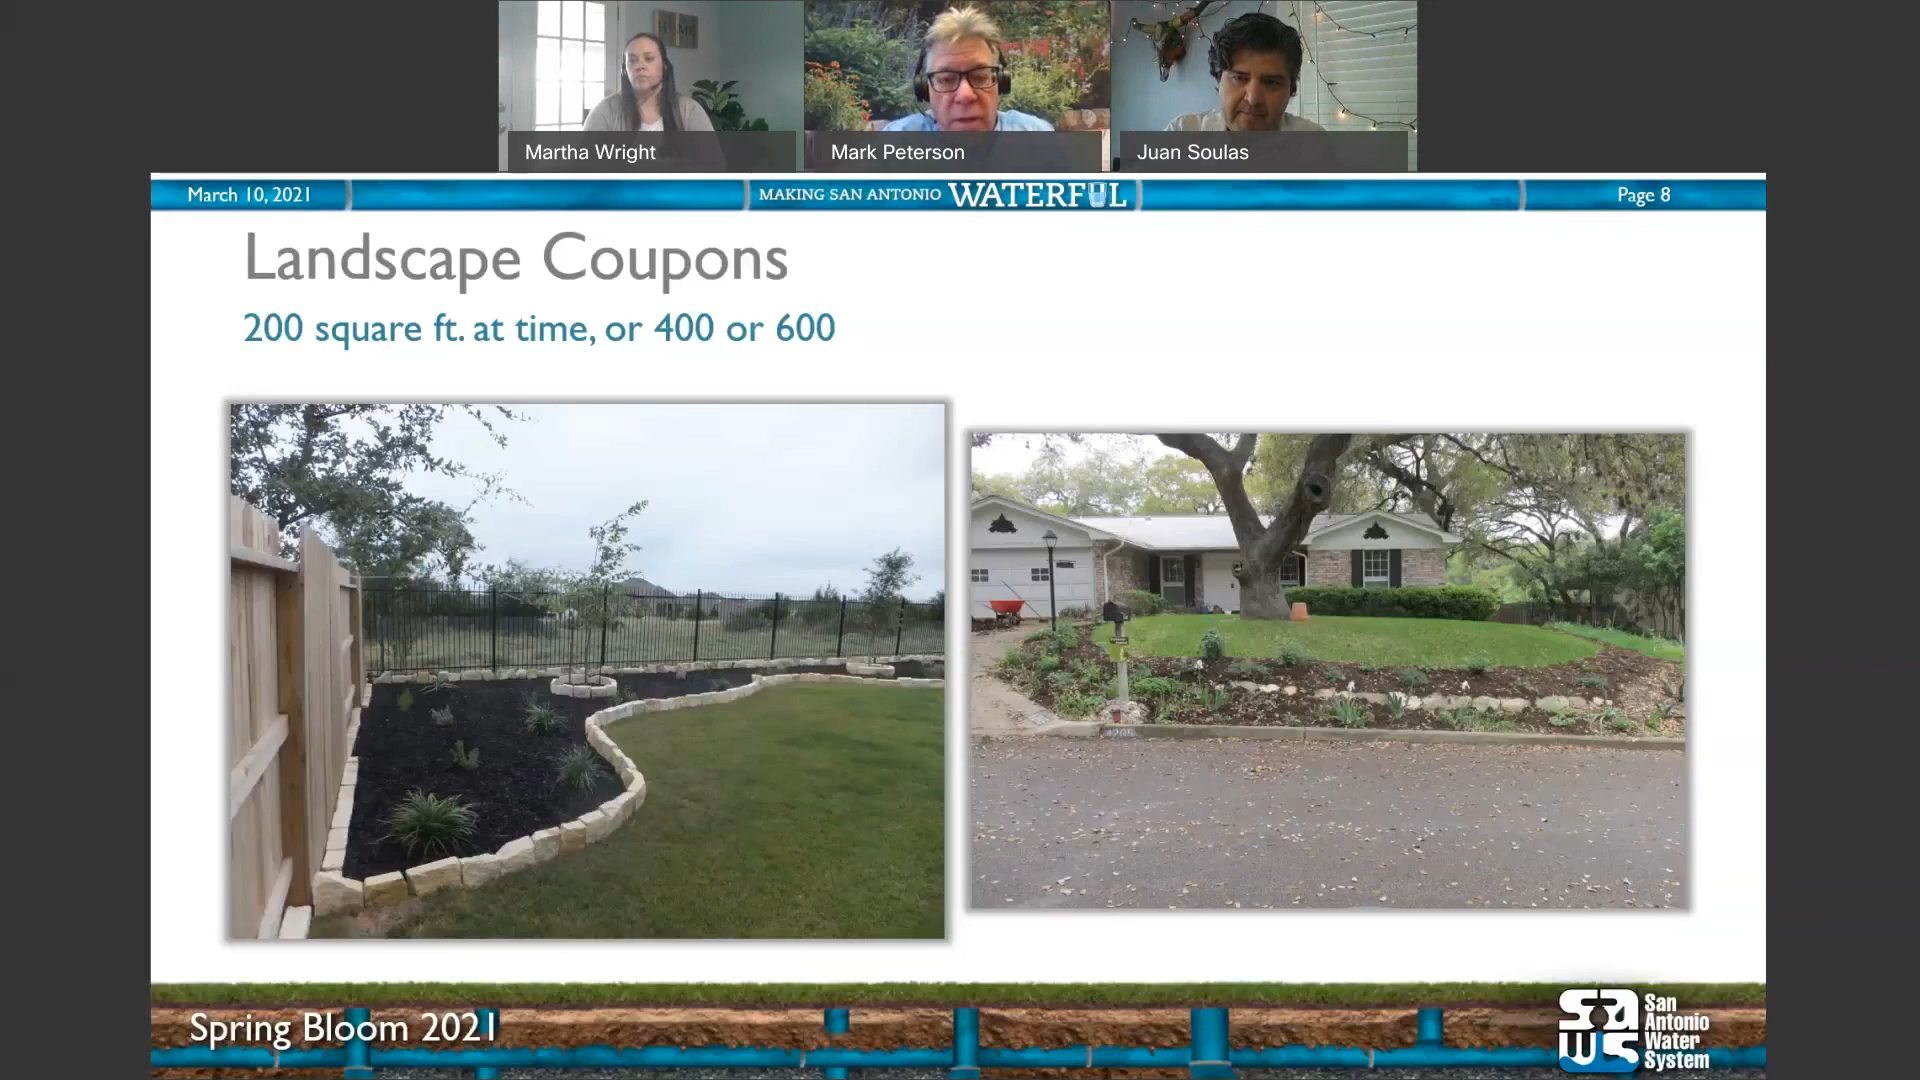 Martha Wright
Mark Peterson
Juan Soulas
March 10, 2021
MAKING SAN ANTONIO WATERFUL
Page 8
Landscape Coupons
200 square ft. at time, or 400 or 600
Spring Bloom 2021
saws
San
Antonio
Water
System